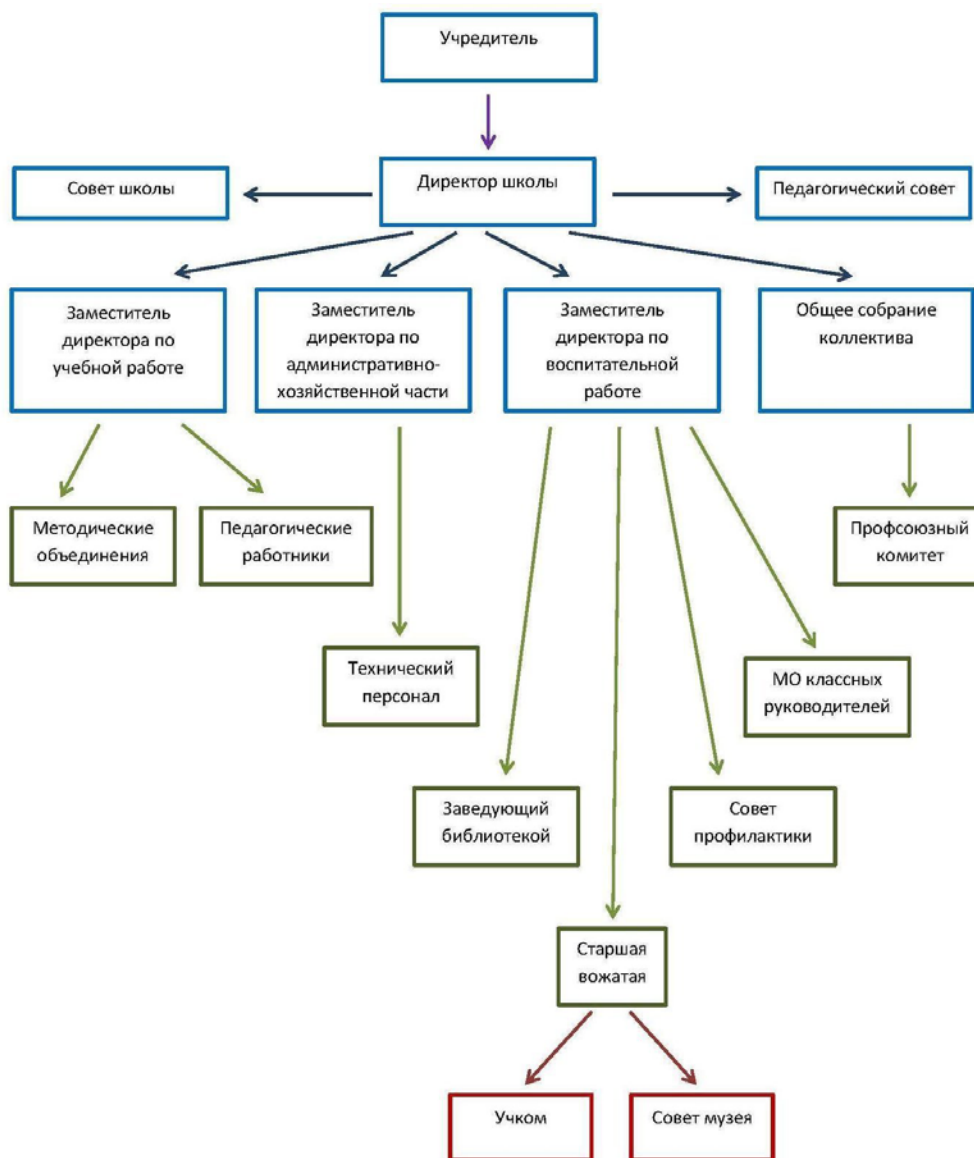 Учредитель
Совет школы
Директор школы
Педагогический совет
Заместитель
директора по
учебной работе
Заместитель
директора по
административно-
хозяйственной части
Заместитель
директора по
воспитательной
работе
Общее собрание
коллектива
Методические
объединения
Педагогические
работники
Профсоюзный
комитет
Технический
персонал
МО классных
руководителей
Заведующий
библиотекой
Совет
профилактики
Старшая
вожатая
Учком
Совет музея